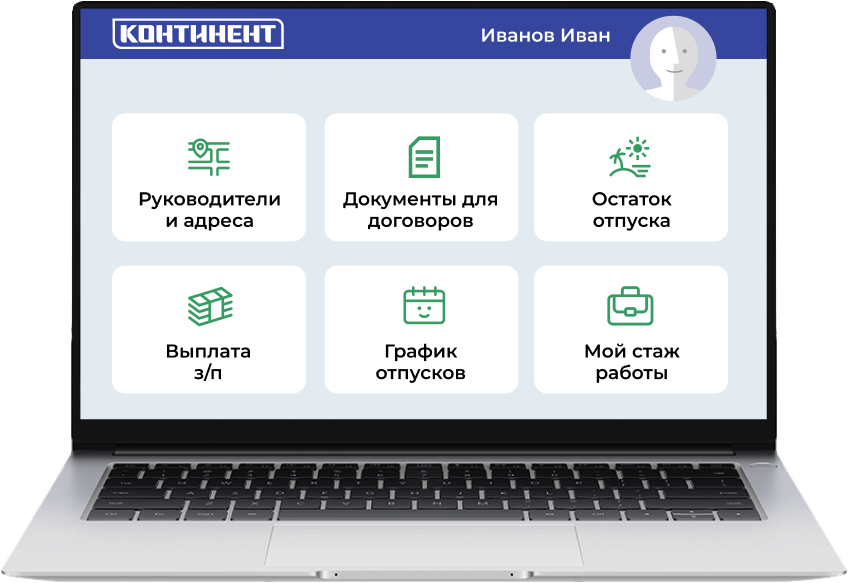 КОНТИНЕНТ
Иванов Иван
Руководители
и адреса
Документы для
договоров
Остаток
отпуска
Выплата
з/п
График
отпусков
Мой стаж
работы